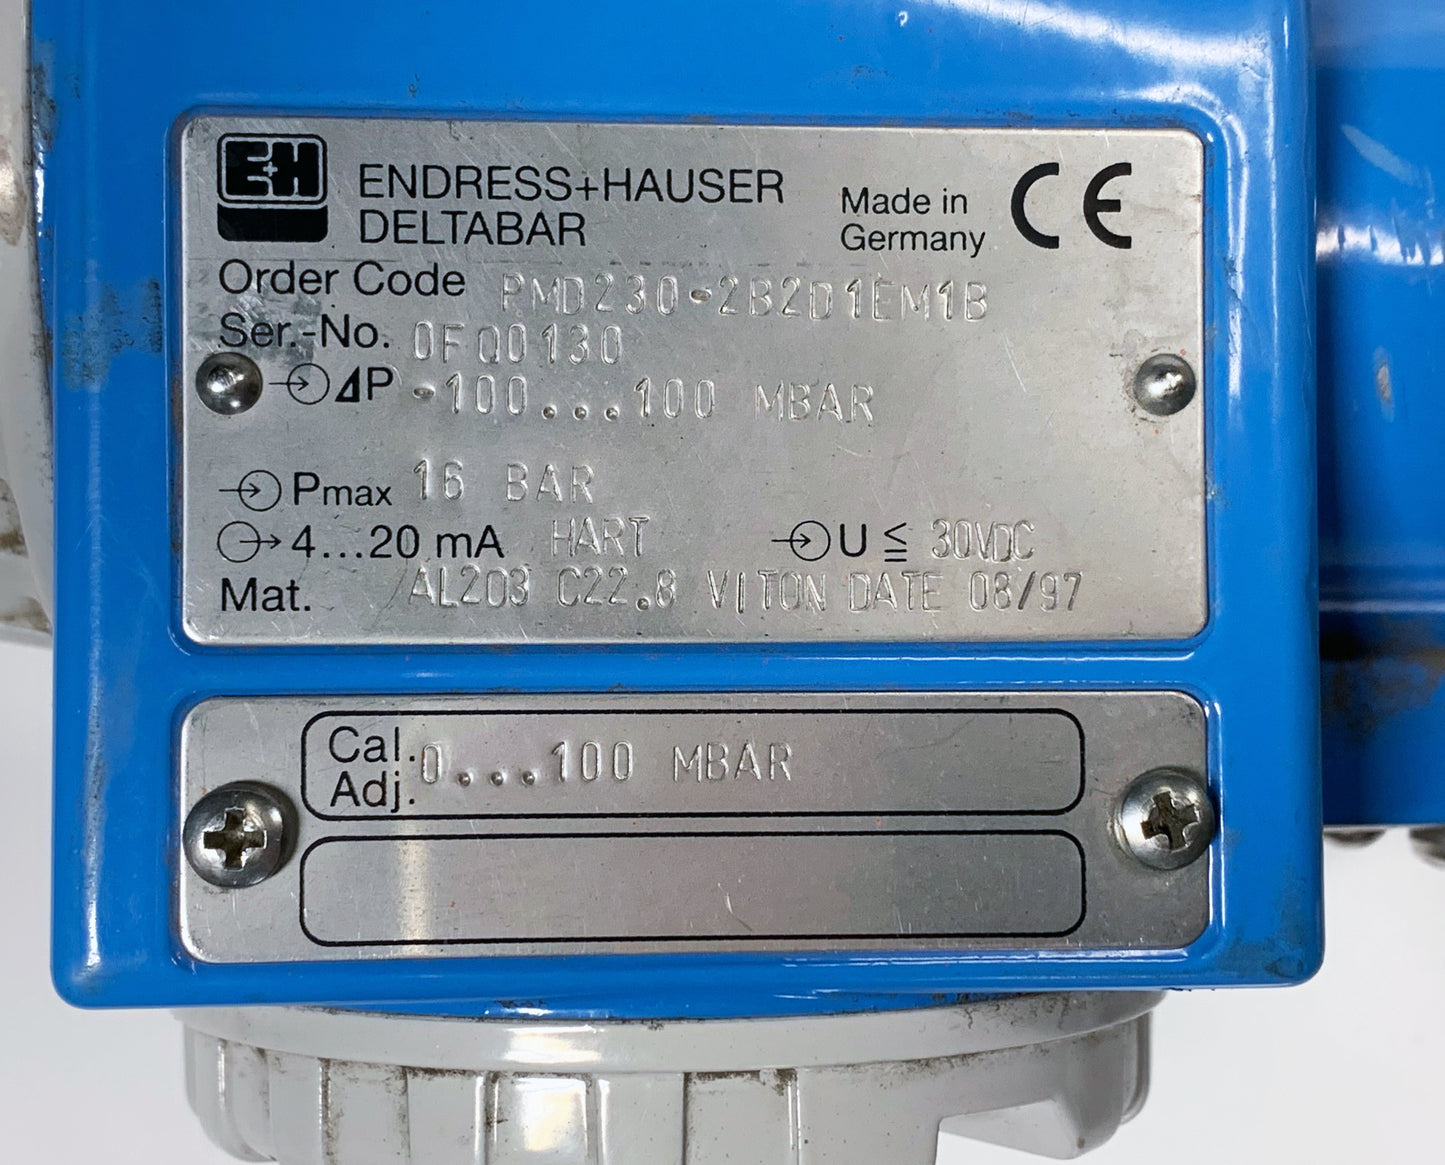 E+H ENDRESS+HAUSER
DELTABAR
Made in
Germany
CE
Order Code PMD230-2B2D1EM1B
Ser.-No. 0FQ0130
ΔP -100...100 MBAR
Pmax 16 BAR
4...20 mA HART U ≦ 30VDC
Mat. AL2O3 C22.8 VITON DATE 08/97
Cal. 0....100 MBAR
Adj.